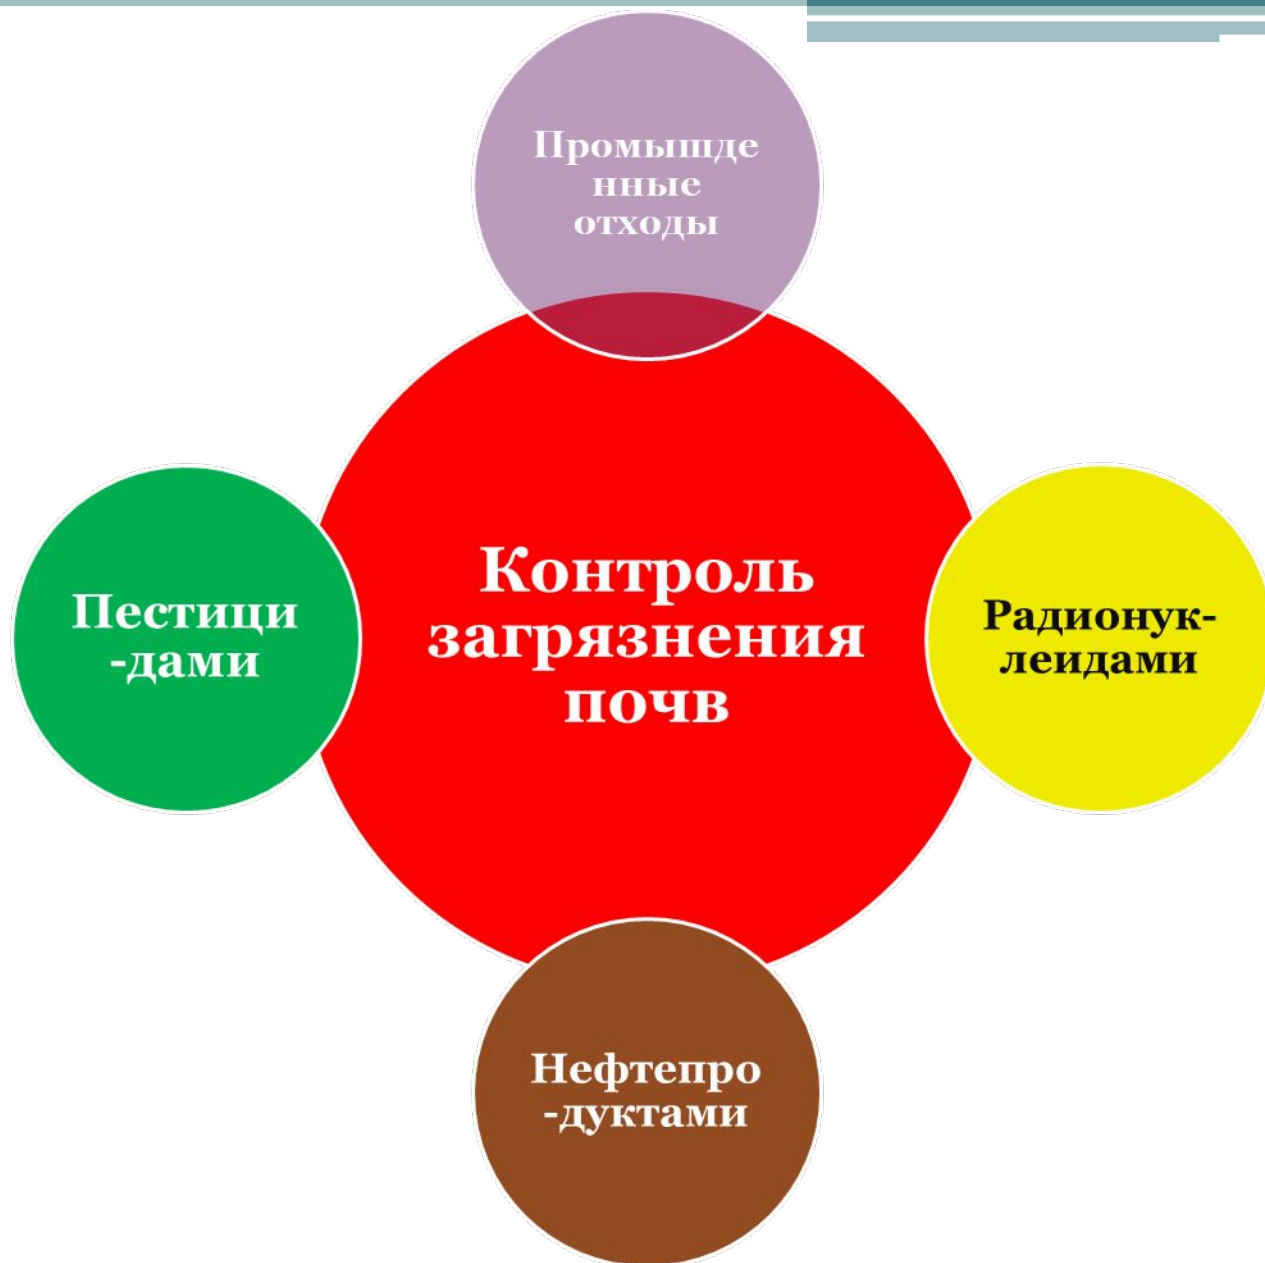 Промышде
нные
отходы
Контроль
загрязнения
почв
Пестици
-дами
Радионук-
леидами
Нефтепро
-дуктами